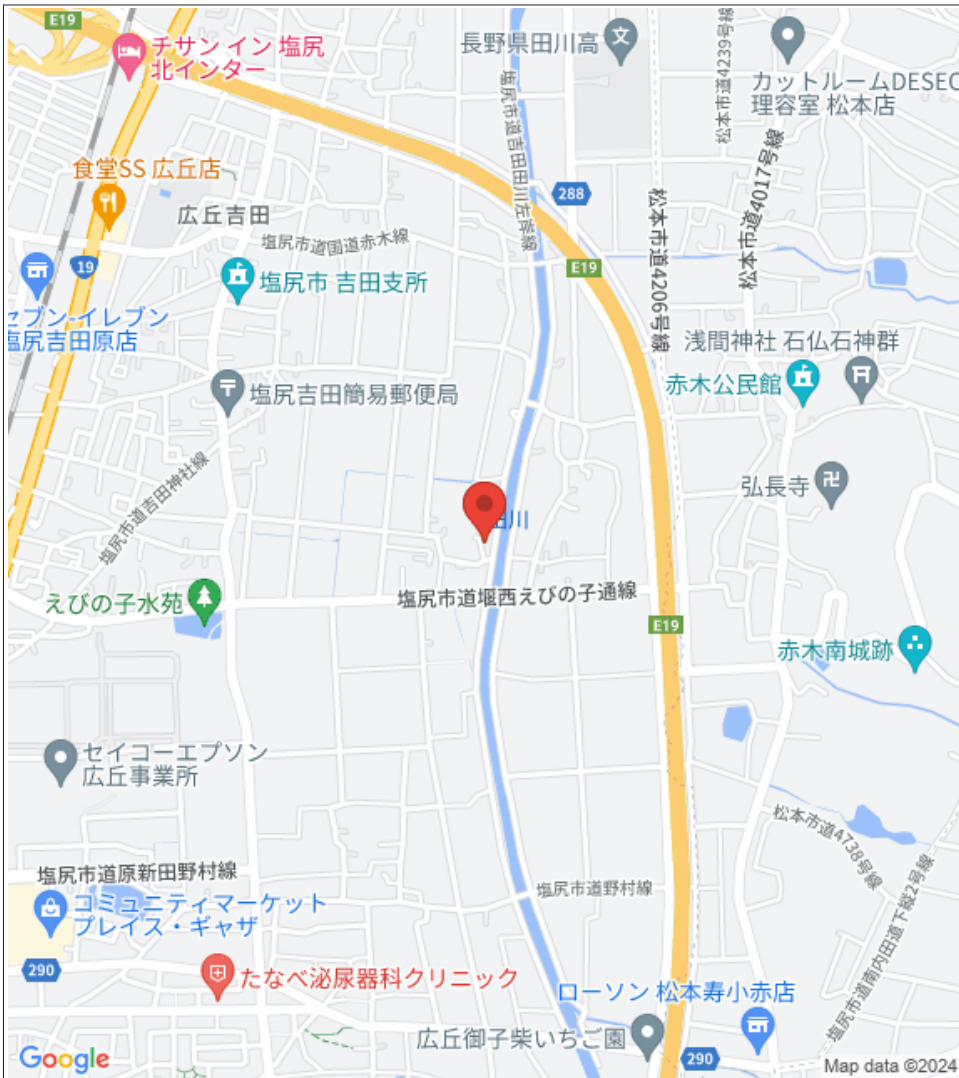 E19
チサン イン 塩尻
北インター
長野県田川高
文
松本市道4239号線
カットルームDESEO
理容室 松本店
塩尻市道吉田田川左岸線
食堂SS 広丘店
288
広丘吉田
松本市道4206号線
松本市道4017号線
塩尻市道国道赤木線
19
E19
塩尻市 吉田支所
セブン-イレブン
塩尻吉田原店
浅間神社 石仏石神群
赤木公民館
塩尻吉田簡易郵便局
塩尻市道吉田神社線
弘長寺
田川
えびの子水苑
塩尻市道堰西えびの子通線
E19
赤木南城跡
セイコーエプソン
広丘事業所
松本市道4738号線
塩尻市道原新田野村線
塩尻市道野村線
塩尻市道南内田道下縦2号線
コミュニティマーケット
プレイス・ギャザ
290
たなべ泌尿器科クリニック
ローソン 松本寿小赤店
広丘御子柴いちご園
290
Google
Map data ©2024